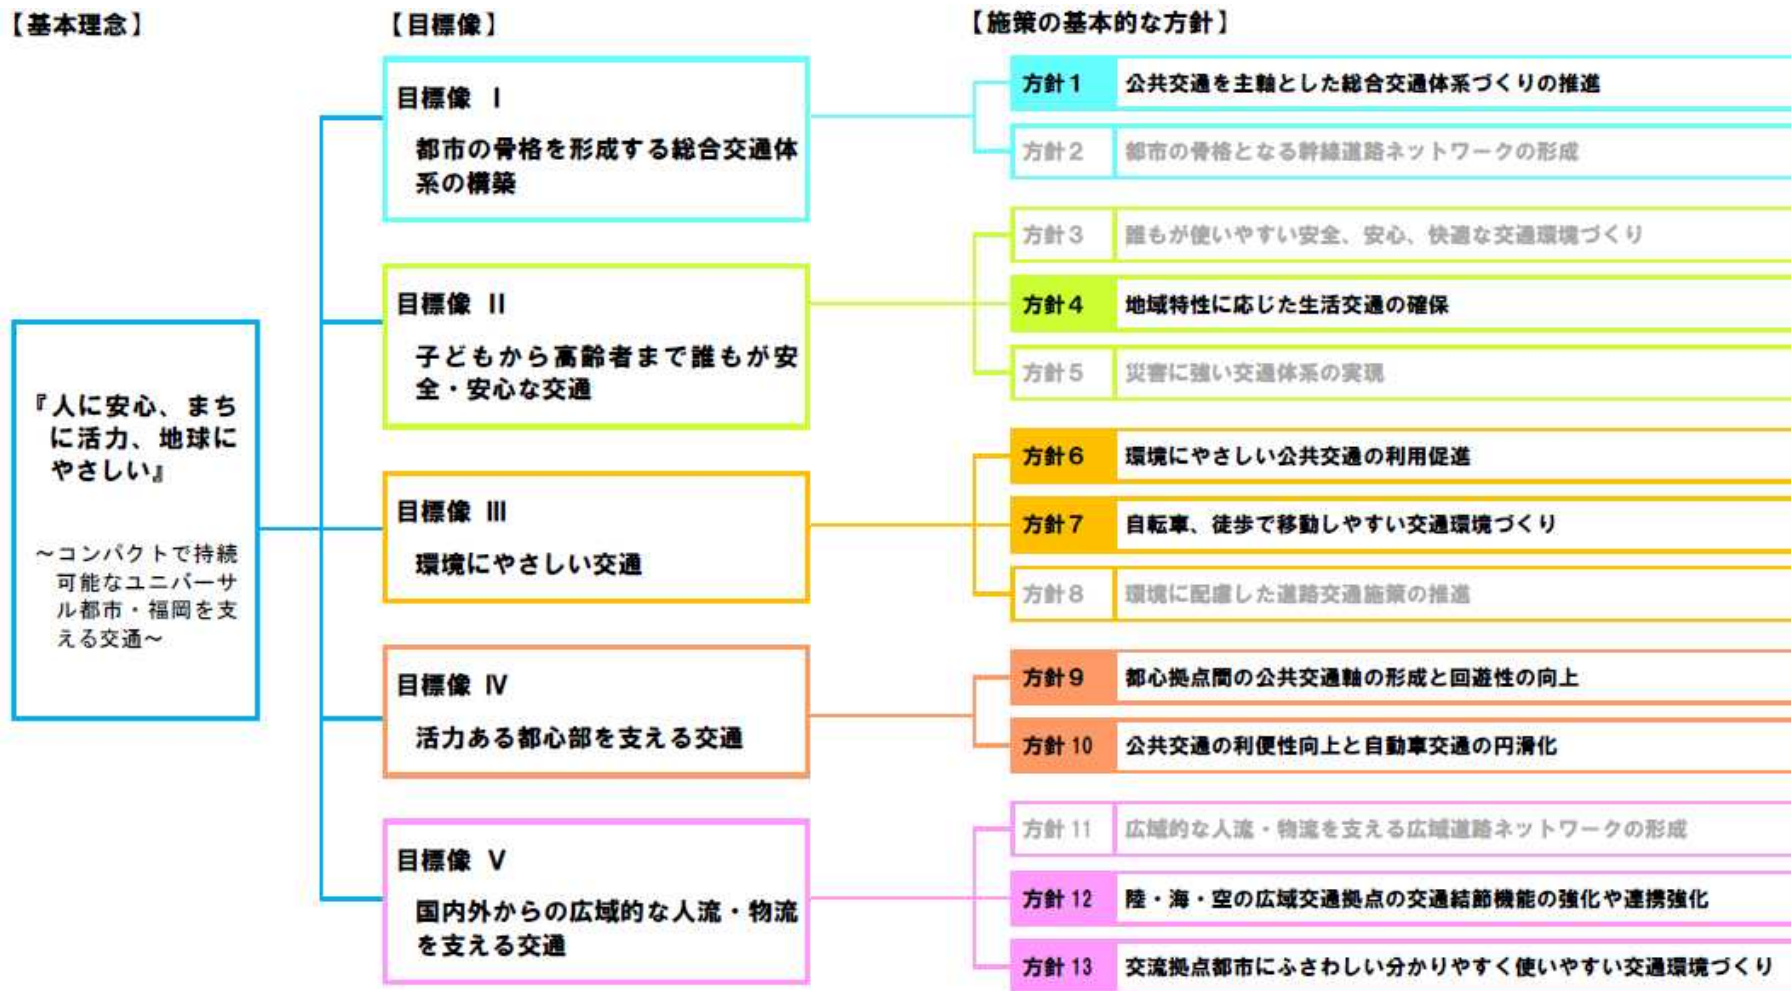 【基本理念】
【目標像】
【施策の基本的な方針】
『人に安心、まち
に活力、地球に
やさしい』
～コンパクトで持続
可能なユニバーサ
ル都市・福岡を支
える交通～
目標像 Ⅰ
都市の骨格を形成する総合交通体
系の構築
方針1 公共交通を主軸とした総合交通体系づくりの推進
方針2 都市の骨格となる幹線道路ネットワークの形成
目標像 Ⅱ
子どもから高齢者まで誰もが安
全・安心な交通
方針3 誰もが使いやすい安全、安心、快適な交通環境づくり
方針4 地域特性に応じた生活交通の確保
方針5 災害に強い交通体系の実現
目標像 Ⅲ
環境にやさしい交通
方針6 環境にやさしい公共交通の利用促進
方針7 自転車、徒歩で移動しやすい交通環境づくり
方針8 環境に配慮した道路交通施策の推進
目標像 Ⅳ
活力ある都心部を支える交通
方針9 都心拠点間の公共交通軸の形成と回遊性の向上
方針10 公共交通の利便性向上と自動車交通の円滑化
目標像 Ⅴ
国内外からの広域的な人流・物流
を支える交通
方針11 広域的な人流・物流を支える広域道路ネットワークの形成
方針12 陸・海・空の広域交通拠点の交通結節機能の強化や連携強化
方針13 交流拠点都市にふさわしい分かりやすく使いやすい交通環境づくり